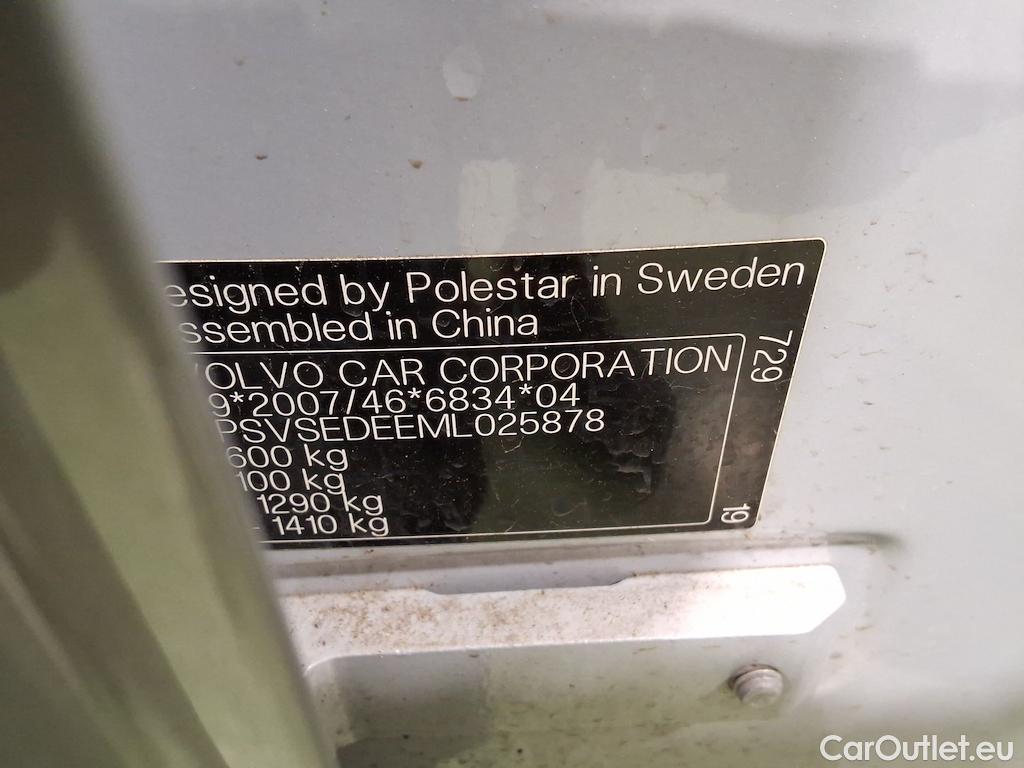 esigned by Polestar in Sweden
ssembled in China
VOLVO CAR CORPORATION
9*2007/46*6834*04
PSVSEDEEML025878
600 kg
100 kg
1290 kg
- 1410 kg
729
19
CarOutlet.eu